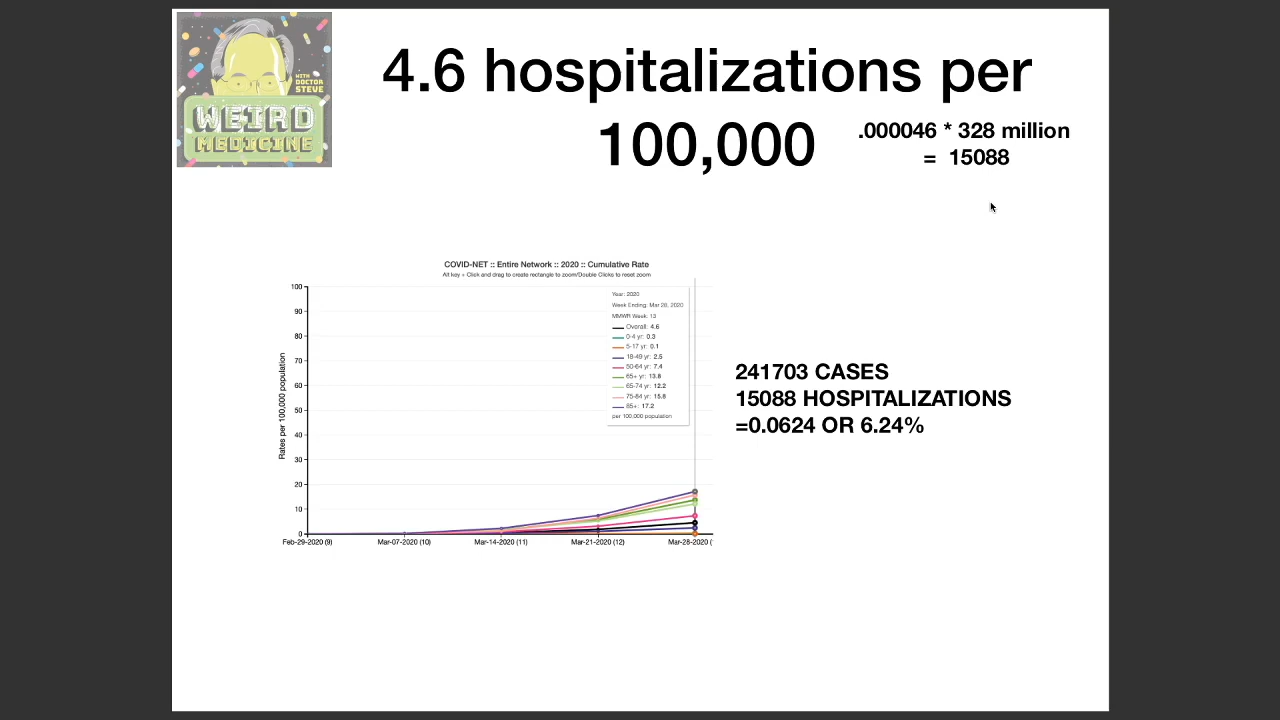 4.6 hospitalizations per
100,000
.000046 * 328 million
= 15088
WITH
DOCTOR
STEVE
WEIRD
MEDICINE
COVID-NET :: Entire Network :: 2020 :: Cumulative Rate
Alt key + Click and drag to create rectangle to zoom/Double Clicks to reset zoom
Rates per 100,000 population
100
90
80
70
60
50
40
30
20
10
0
Feb-29-2020 (9)
Mar-07-2020 (10)
Mar-14-2020 (11)
Mar-21-2020 (12)
Mar-28-2020 (
Year: 2020
Week Ending: Mar 28, 2020
MMWR Week: 13
Overall: 4.6
0-4 yr: 0.3
5-17 yr: 0.1
18-49 yr: 2.5
50-64 yr: 7.4
65+ yr: 13.8
65-74 yr: 12.2
75-84 yr: 15.8
85+: 17.2
per 100,000 population
241703 CASES
15088 HOSPITALIZATIONS
=0.0624 OR 6.24%